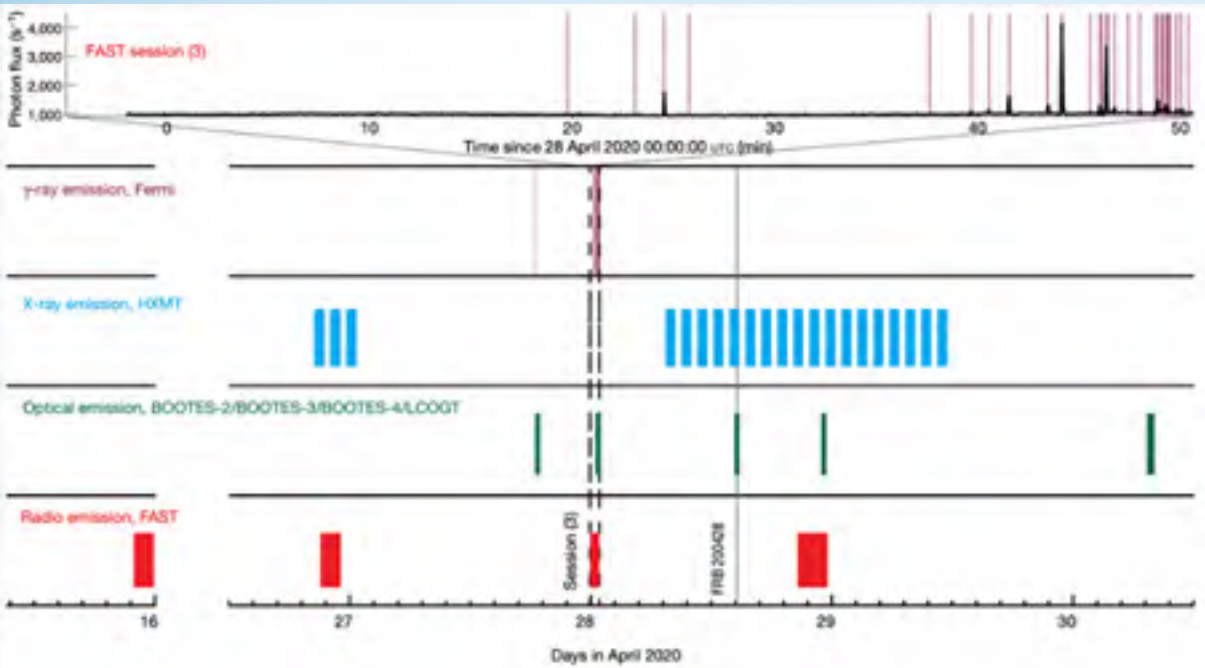 Photon flux (s⁻¹)
4,000
3,000
2,000
1,000
FAST session (3)
0 10 20 30 40 50
Time since 28 April 2020 00:00:00 UTC (min)
γ-ray emission, Fermi
X-ray emission, HXMT
Optical emission, BOOTES-2/BOOTES-3/BOOTES-4/LCOGT
Radio emission, FAST
Session (3)
FRB 200428
16 27 28 29 30
Days in April 2020